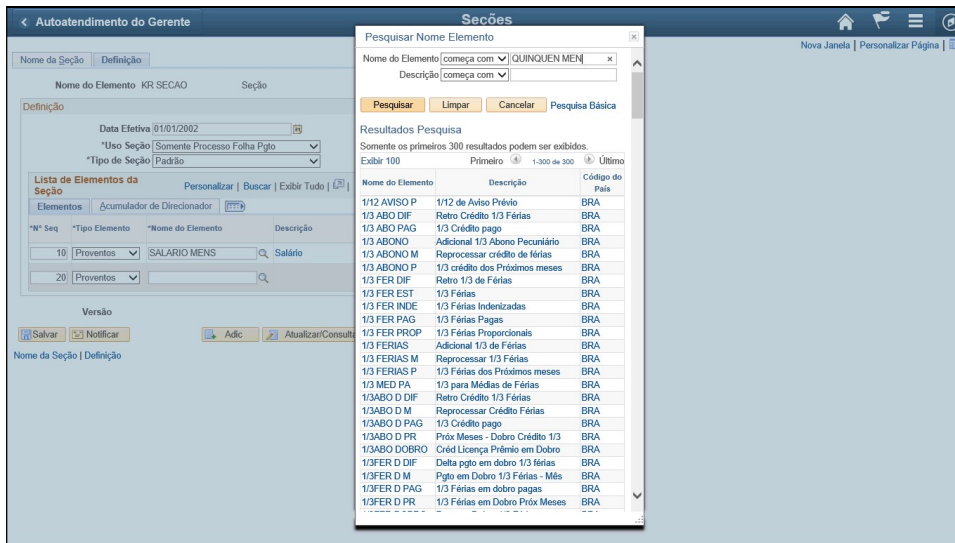 Autoatendimento do Gerente
Seções
Nova Janela | Personalizar Página |
Nome da Seção
Definição
Nome do Elemento KR SECAO Seção
Definição
Data Efetiva 01/01/2002
*Uso Seção Somente Processo Folha Pgto
*Tipo de Seção Padrão
Lista de Elementos da Seção
Personalizar | Buscar | Exibir Tudo |
Elementos
Acumulador de Direcionador
*Nº Seq *Tipo Elemento *Nome do Elemento Descrição
10 Proventos SALARIO MENS Salário
20 Proventos
Versão
Salvar Notificar Adic Atualizar/Consulta
Nome da Seção | Definição
Pesquisar Nome Elemento
Nome do Elemento começa com QUINQUEN MEN
Descrição começa com
Pesquisar Limpar Cancelar Pesquisa Básica
Resultados Pesquisa
Somente os primeiros 300 resultados podem ser exibidos.
Exibir 100 Primeiro 1-300 de 300 Último
Nome do Elemento Descrição Código do País
1/12 AVISO P 1/12 de Aviso Prévio BRA
1/3 ABO DIF Retro Crédito 1/3 Férias BRA
1/3 ABO PAG 1/3 Crédito pago BRA
1/3 ABONO Adicional 1/3 Abono Pecuniário BRA
1/3 ABONO M Reprocessar crédito de férias BRA
1/3 ABONO P 1/3 crédito dos Próximos meses BRA
1/3 FER DIF Retro 1/3 de Férias BRA
1/3 FER EST 1/3 Férias BRA
1/3 FER INDE 1/3 Férias Indenizadas BRA
1/3 FER PAG 1/3 Férias Pagas BRA
1/3 FER PROP 1/3 Férias Proporcionais BRA
1/3 FERIAS Adicional 1/3 de Férias BRA
1/3 FERIAS M Reprocessar 1/3 Férias BRA
1/3 FERIAS P 1/3 Férias dos Próximos meses BRA
1/3 MED PA 1/3 para Médias de Férias BRA
1/3ABO D DIF Retro Crédito 1/3 Férias BRA
1/3ABO D M Reprocessar Crédito Férias BRA
1/3ABO D PAG 1/3 Crédito pago BRA
1/3ABO D PR Próx Meses - Dobro Crédito 1/3 BRA
1/3ABO DOBRO Créd Licença Prêmio em Dobro BRA
1/3FER D DIF Delta pgto em dobro 1/3 férias BRA
1/3FER D M Pgto em Dobro 1/3 Férias - Mês BRA
1/3FER D PAG 1/3 Férias em dobro pagas BRA
1/3FER D PR 1/3 Férias em Dobro Próx Meses BRA